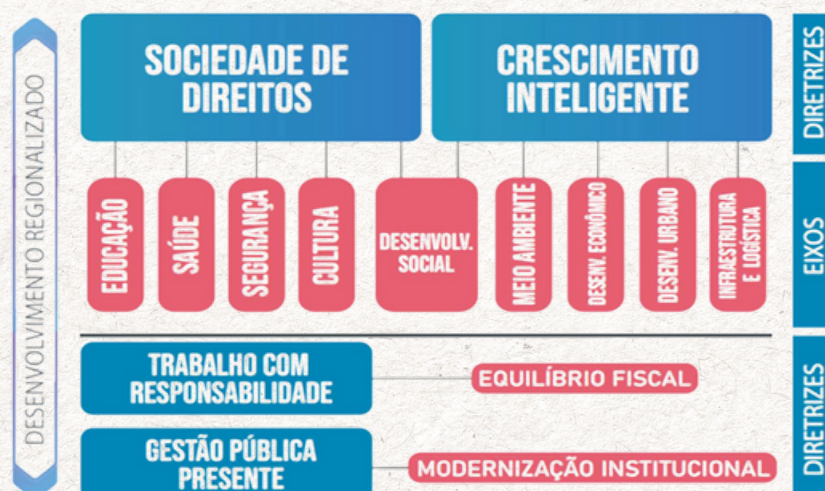 DESENVOLVIMENTO REGIONALIZADO
SOCIEDADE DE
DIREITOS
CRESCIMENTO
INTELIGENTE
DIRETRIZES
EDUCAÇÃO
SAÚDE
SEGURANÇA
CULTURA
DESENVOLV.
SOCIAL
MEIO AMBIENTE
DESENV. ECONÔMICO
DESENV. URBANO
INFRAESTRUTURA
E LOGÍSTICA
EIXOS
TRABALHO COM
RESPONSABILIDADE
EQUILÍBRIO FISCAL
GESTÃO PÚBLICA
PRESENTE
MODERNIZAÇÃO INSTITUCIONAL
DIRETRIZES